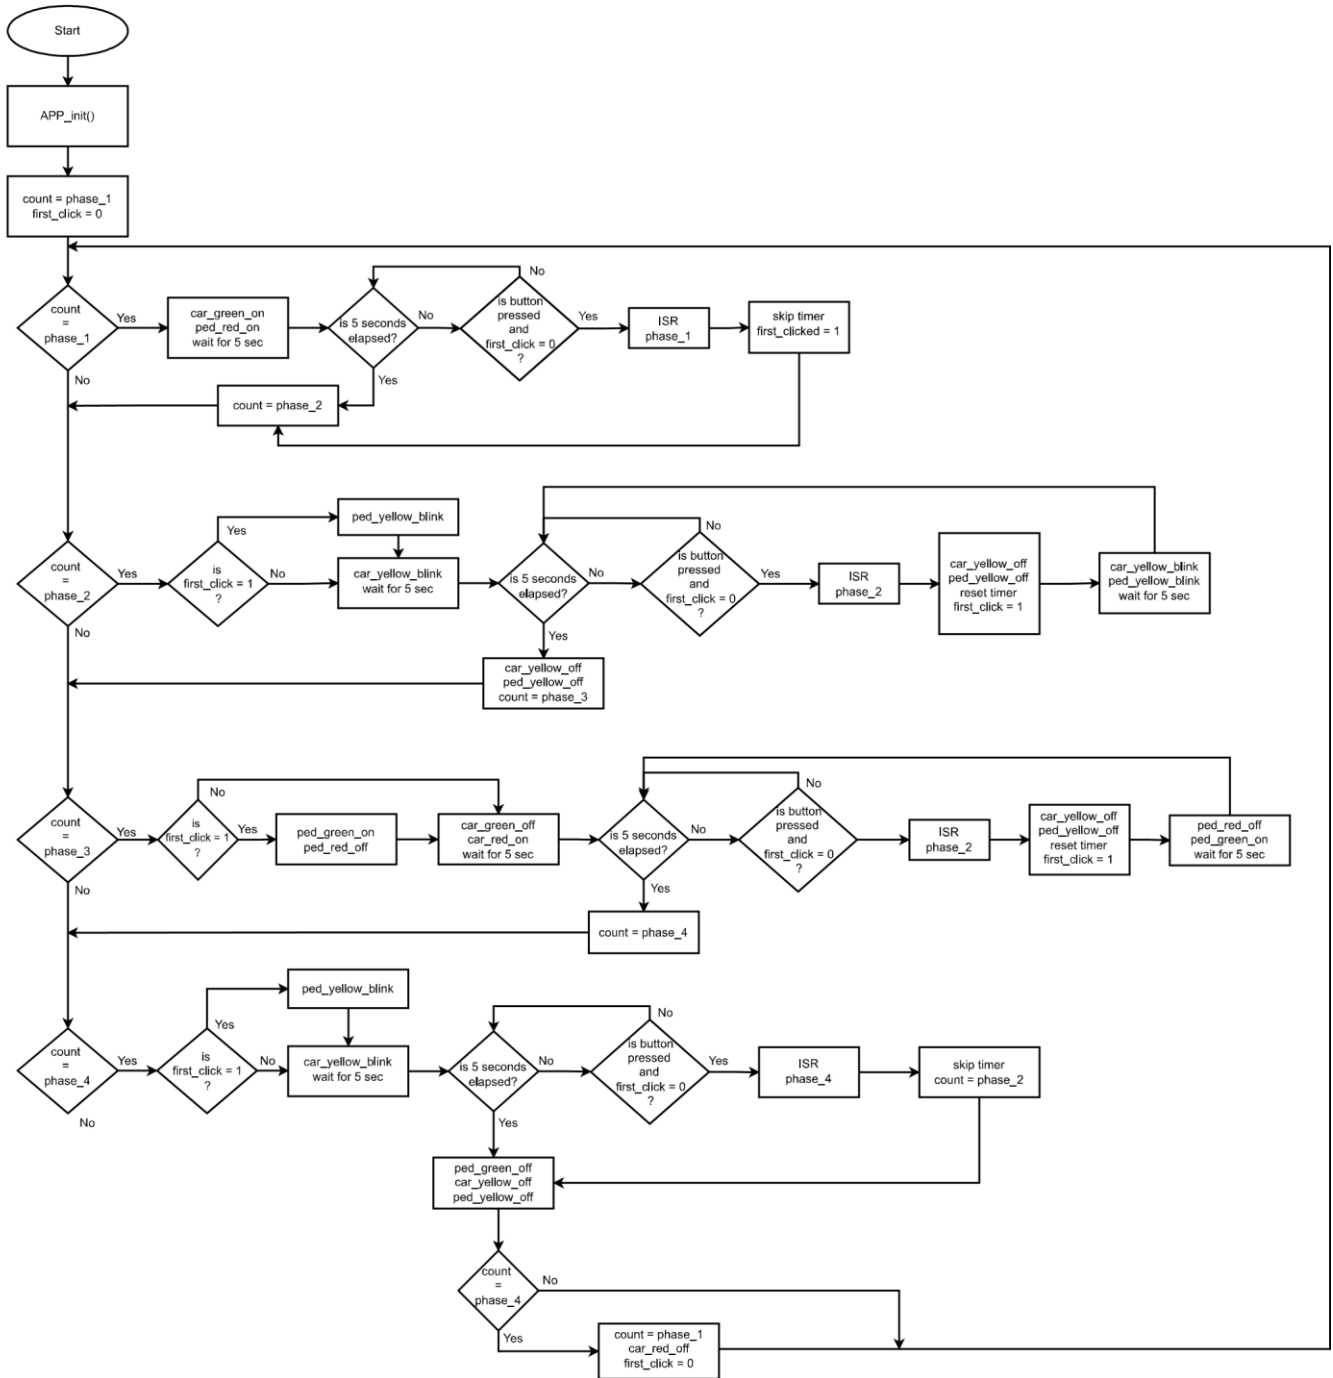 Start
APP_init()
count = phase_1
first_click = 0
count
=
phase_1
Yes
No
car_green_on
ped_red_on
wait for 5 sec
is 5 seconds
elapsed?
No
Yes
No
is button
pressed
and
first_click = 0
?
Yes
ISR
phase_1
skip timer
first_clicked = 1
count = phase_2
count
=
phase_2
Yes
No
is
first_click = 1
?
Yes
No
ped_yellow_blink
car_yellow_blink
wait for 5 sec
is 5 seconds
elapsed?
No
Yes
No
is button
pressed
and
first_click = 0
?
Yes
ISR
phase_2
car_yellow_off
ped_yellow_off
reset timer
first_click = 1
car_yellow_blink
ped_yellow_blink
wait for 5 sec
car_yellow_off
ped_yellow_off
count = phase_3
count
=
phase_3
Yes
No
is
first_click = 1
?
No
Yes
ped_green_on
ped_red_off
car_green_off
car_red_on
wait for 5 sec
is 5 seconds
elapsed?
No
Yes
No
is button
pressed
and
first_click = 0
?
Yes
ISR
phase_2
car_yellow_off
ped_yellow_off
reset timer
first_click = 1
ped_red_off
ped_green_on
wait for 5 sec
count = phase_4
count
=
phase_4
Yes
No
is
first_click = 1
?
Yes
No
ped_yellow_blink
car_yellow_blink
wait for 5 sec
is 5 seconds
elapsed?
No
Yes
No
is button
pressed
and
first_click = 0
?
Yes
ISR
phase_4
skip timer
count = phase_2
ped_green_off
car_yellow_off
ped_yellow_off
count
=
phase_4
No
Yes
count = phase_1
car_red_off
first_click = 0